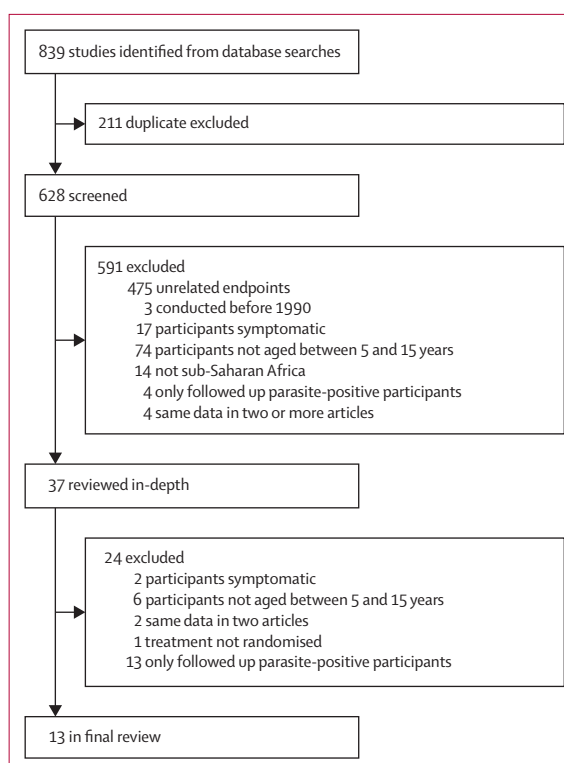 839 studies identified from database searches
211 duplicate excluded
628 screened
591 excluded
475 unrelated endpoints
3 conducted before 1990
17 participants symptomatic
74 participants not aged between 5 and 15 years
14 not sub-Saharan Africa
4 only followed up parasite-positive participants
4 same data in two or more articles
37 reviewed in-depth
24 excluded
2 participants symptomatic
6 participants not aged between 5 and 15 years
2 same data in two articles
1 treatment not randomised
13 only followed up parasite-positive participants
13 in final review